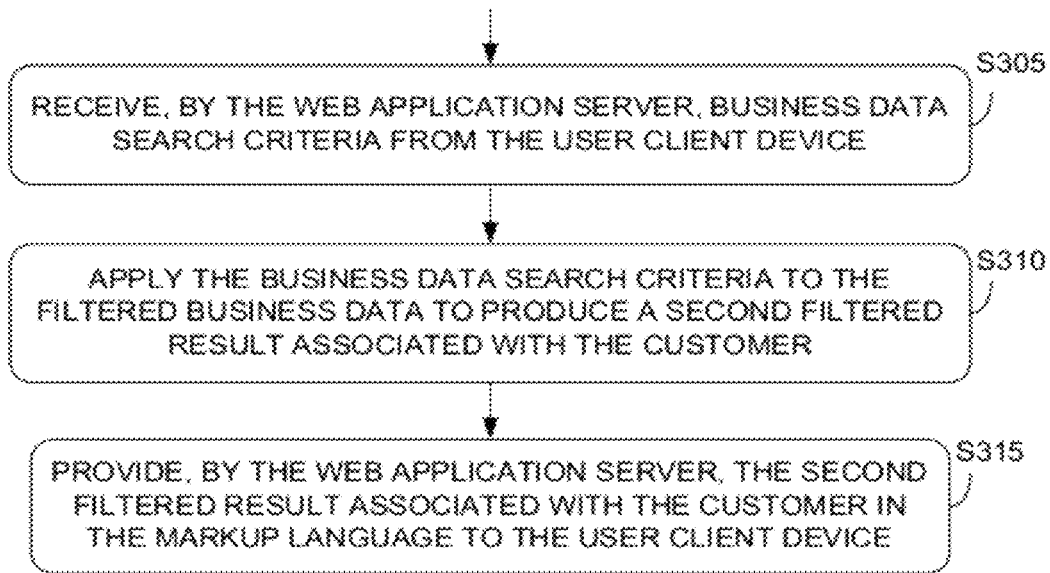 S305
RECEIVE, BY THE WEB APPLICATION SERVER, BUSINESS DATA
SEARCH CRITERIA FROM THE USER CLIENT DEVICE
S310
APPLY THE BUSINESS DATA SEARCH CRITERIA TO THE
FILTERED BUSINESS DATA TO PRODUCE A SECOND FILTERED
RESULT ASSOCIATED WITH THE CUSTOMER
S315
PROVIDE, BY THE WEB APPLICATION SERVER, THE SECOND
FILTERED RESULT ASSOCIATED WITH THE CUSTOMER IN
THE MARKUP LANGUAGE TO THE USER CLIENT DEVICE